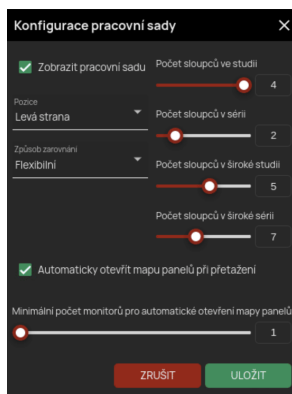 Konfigurace pracovní sady
Zobrazit pracovní sadu
Pozice
Levá strana
Způsob zarovnání
Flexibilní
Počet sloupců ve studii
4
Počet sloupců v sérii
2
Počet sloupců v široké studii
5
Počet sloupců v široké sérii
7
Automaticky otevřít mapu panelů při přetažení
Minimální počet monitorů pro automatické otevření mapy panelů
1
ZRUŠIT
ULOŽIT